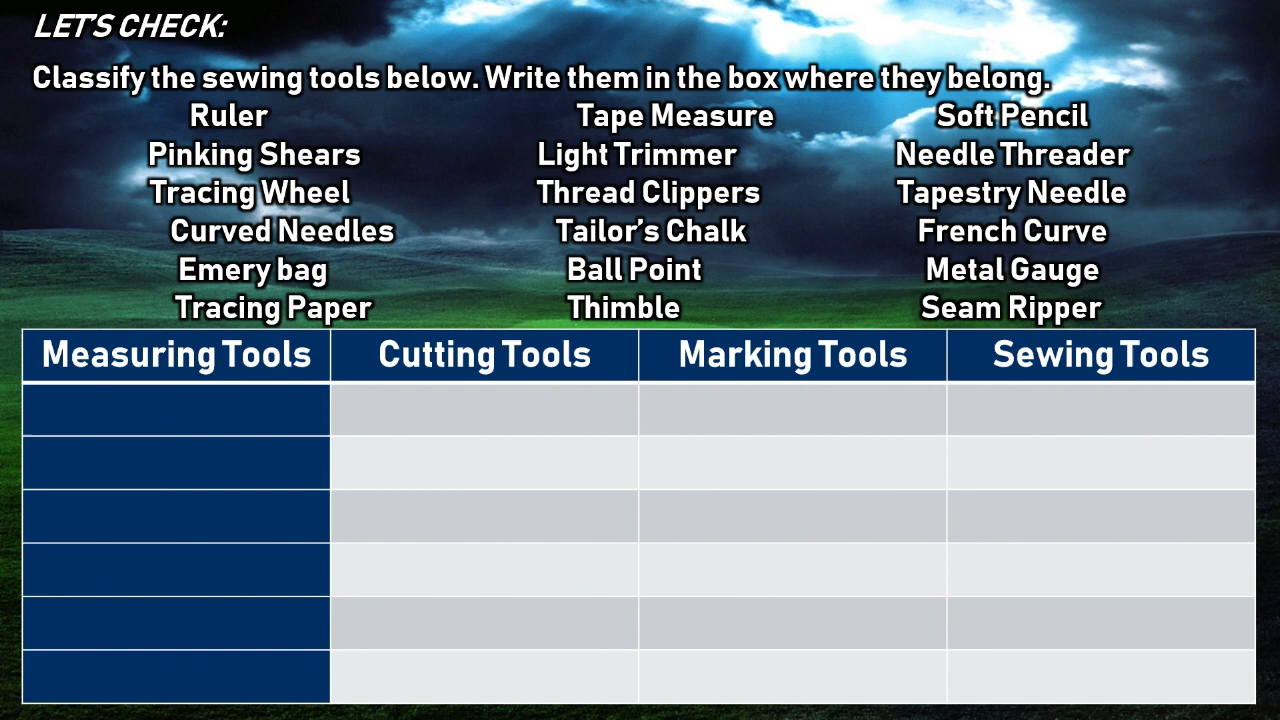 LET'S CHECK:
Classify the sewing tools below. Write them in the box where they belong.
Ruler Tape Measure Soft Pencil
Pinking Shears Light Trimmer Needle Threader
Tracing Wheel Thread Clippers Tapestry Needle
Curved Needles Tailor’s Chalk French Curve
Emery bag Ball Point Metal Gauge
Tracing Paper Thimble Seam Ripper
Measuring Tools Cutting Tools Marking Tools Sewing Tools